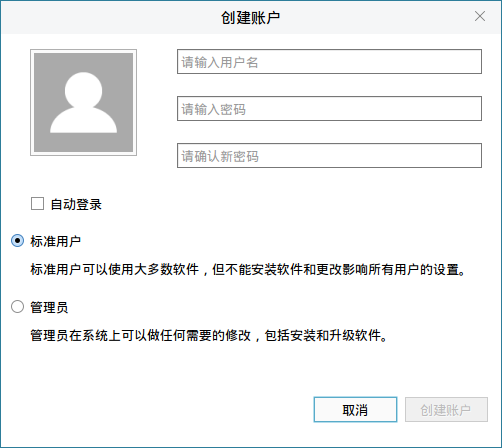 创建账户
请输入用户名
请输入密码
请确认新密码
自动登录
标准用户
标准用户可以使用大多数软件，但不能安装软件和更改影响所有用户的设置。
管理员
管理员在系统上可以做任何需要的修改，包括安装和升级软件。
取消 创建账户